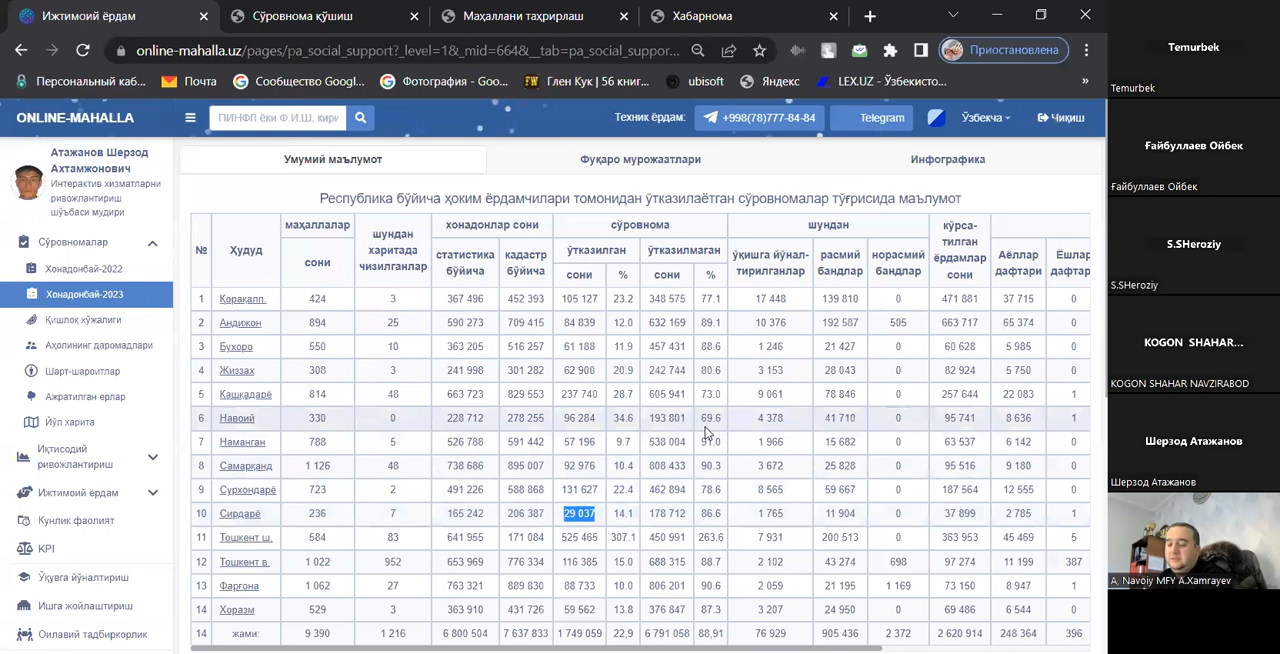 Ижтимоий ёрдам
Сўровнома қўшиш
Маҳаллани таҳрирлаш
Хабарнома
online-mahalla.uz/pages/pa_social_support?_level=1&_mid=664&__tab=pa_social_suppor...
Приостановлена
Персональный каб...
Почта
Сообщество Googl...
Фотография - Goo...
Глен Кук | 56 книг...
ubisoft
Яндекс
LEX.UZ - Ўзбекисто...
»
ONLINE-MAHALLA
ПИНФЛ ёки Ф.И.Ш. кири
Техник ёрдам:
+998(78)777-84-84
Telegram
Ўзбекча
Чиқиш
Атажанов Шерзод
Ахтамжонович
Интерактив хизматларни
ривожлантириш
шўъбаси мудири
Сўровномалар
Хонадонбай-2022
Хонадонбай-2023
Қишлоқ хўжалиги
Аҳолининг даромадлари
Шарт-шароитлар
Ажратилган ерлар
Йўл харита
Иқтисодий
ривожлантириш
Ижтимоий ёрдам
Кунлик фаолият
KPI
Ўқувга йўналтириш
Ишга жойлаштириш
Оилавий тадбиркорлик
Умумий маълумот
Фуқаро мурожаатлари
Инфографика
Республика бўйича ҳоким ёрдамчилари томонидан ўтказилаётган сўровномалар тўғрисида маълумот
№ Ҳудуд маҳаллалар сони шундан харитада чизилганлар хонадонлар сони статистика бўйича кадастр бўйича сўровнома ўтказилган сони % ўтказилмаган сони % шундан ўқишга йўнал-тирилганлар расмий бандлар норасмий бандлар кўрса-тилган ёрдамлар сони Аёллар дафтари Ёшлар дафтар
1 Қорақалп. 424 3 367 496 452 393 105 127 23.2 348 575 77.1 17 448 139 810 0 471 881 37 715 0
2 Андижон 894 25 590 273 709 415 84 839 12.0 632 169 89.1 10 376 192 587 505 663 717 65 374 0
3 Бухоро 550 10 363 205 516 257 61 188 11.9 457 431 88.6 1 246 21 427 0 60 628 5 985 0
4 Жиззах 308 3 241 998 301 282 62 900 20.9 242 744 80.6 3 153 28 043 0 82 924 5 750 0
5 Кашқадарё 814 48 663 723 829 553 237 740 28.7 605 941 73.0 9 061 78 846 0 257 644 22 083 1
6 Навоий 330 0 228 712 278 255 96 284 34.6 193 801 69.6 4 378 41 710 0 95 741 8 636 1
7 Наманган 788 5 526 788 591 442 57 196 9.7 538 004 91.0 1 966 15 682 0 63 537 6 142 0
8 Самарқанд 1 126 48 738 686 895 007 92 976 10.4 808 433 90.3 3 672 25 828 0 95 516 9 180 0
9 Сурхондарё 723 2 491 226 588 868 131 627 22.4 462 894 78.6 8 565 59 667 0 187 564 12 555 0
10 Сирдарё 236 7 165 242 206 387 29 037 14.1 178 712 86.6 1 765 11 904 0 37 899 2 785 1
11 Тошкент ш. 584 83 641 955 171 084 525 465 307.1 450 991 263.6 7 931 200 513 0 363 953 45 469 5
12 Тошкент в. 1 022 952 653 965 776 334 116 385 15.0 688 315 88.7 2 102 43 274 698 97 274 11 199 387
13 Фарғона 1 062 27 889 830 88 733 10.0 806 201 90.6 2 059 21 195 1 169 73 150 8 947 1
14 Хоразм 529 3 363 910 431 726 59 562 13.8 376 847 87.3 3 207 24 950 0 69 486 6 544 0
14 жами: 9 390 1 216 6 800 504 7 637 833 1 749 059 22,9 6 791 058 88,91 76 929 905 436 2 372 2 620 914 248 364 396
Temurbek
Temurbek
Ғайбуллаев Ойбек
Ғайбуллаев Ойбек
S.SHeroziy
S.SHeroziy
KOGON SHAHAR...
KOGON SHAHAR NAVZIRABOD
Шерзод Атажанов
Шерзод Атажанов
A. Navoiy MFY A.Xamrayev